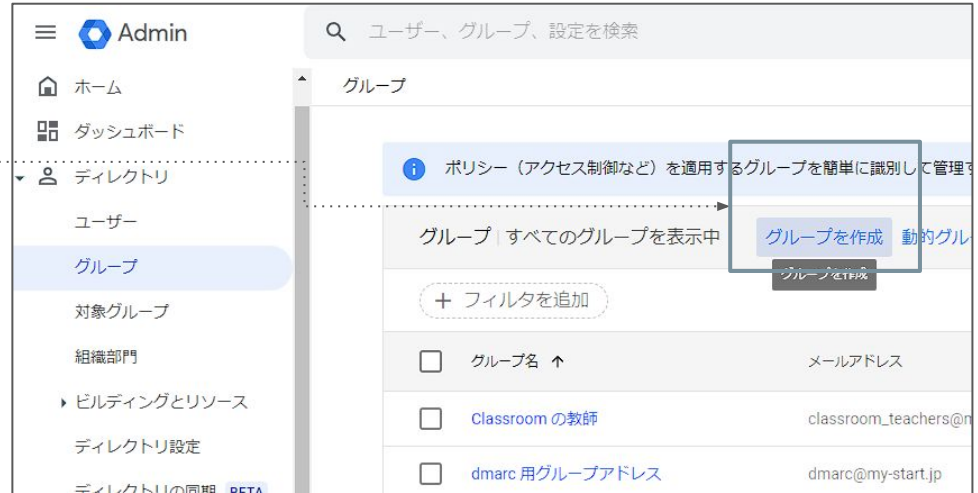 Admin
ユーザー、グループ、設定を検索
ホーム
ダッシュボード
ディレクトリ
ユーザー
グループ
対象グループ
組織部門
ビルディングとリソース
ディレクトリ設定
ディレクトリの同期 BETA
グループ
ポリシー（アクセス制御など）を適用するグループを簡単に識別して管理す
グループ | すべてのグループを表示中 グループを作成 動的グルー
グループを作成
+ フィルタを追加
グループ名 ↑ メールアドレス
Classroom の教師 classroom_teachers@m
dmarc 用グループアドレス dmarc@my-start.jp